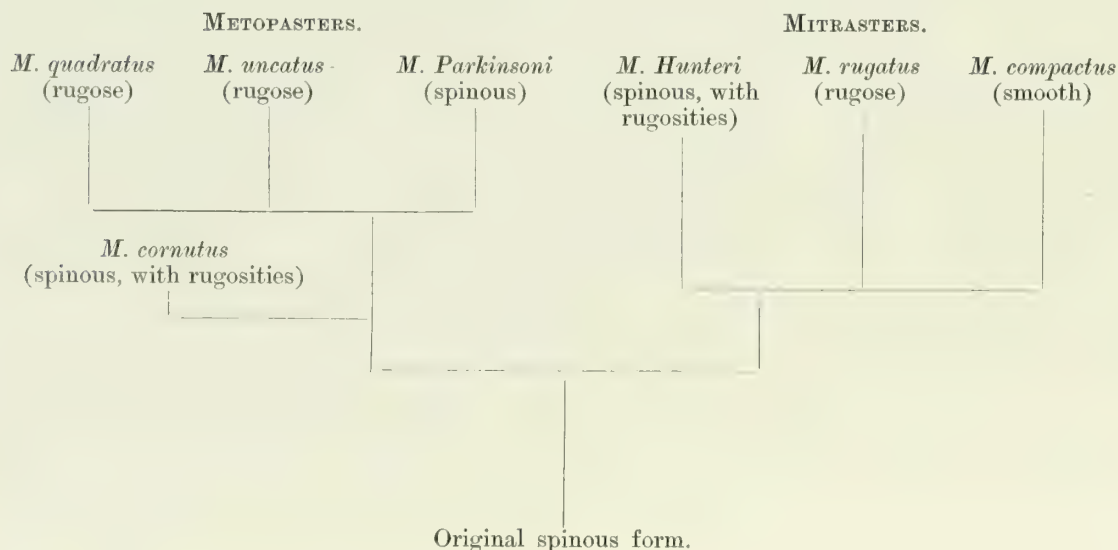 METOPASTERS.
MITRASTERS.
M. quadratus
(rugose)
M. uncatus
(rugose)
M. Parkinsoni
(spinous)
M. Hunteri
(spinous, with
rugosities)
M. rugatus
(rugose)
M. compactus
(smooth)
M. cornutus
(spinous, with rugosities)
Original spinous form.